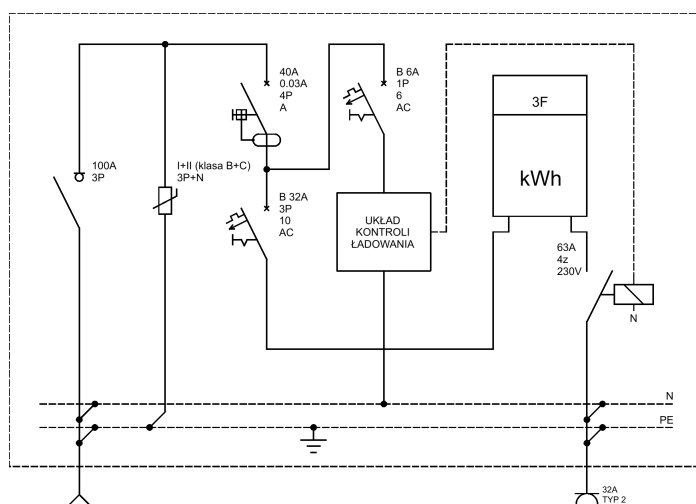 100A
3P
I+II (klasa B+C)
3P+N
40A
0.03A
4P
A
B 32A
3P
10
AC
B 6A
1P
6
AC
UKŁAD
KONTROLI
ŁADOWANIA
3F
kWh
63A
4z
230V
N
N
PE
32A
TYP 2